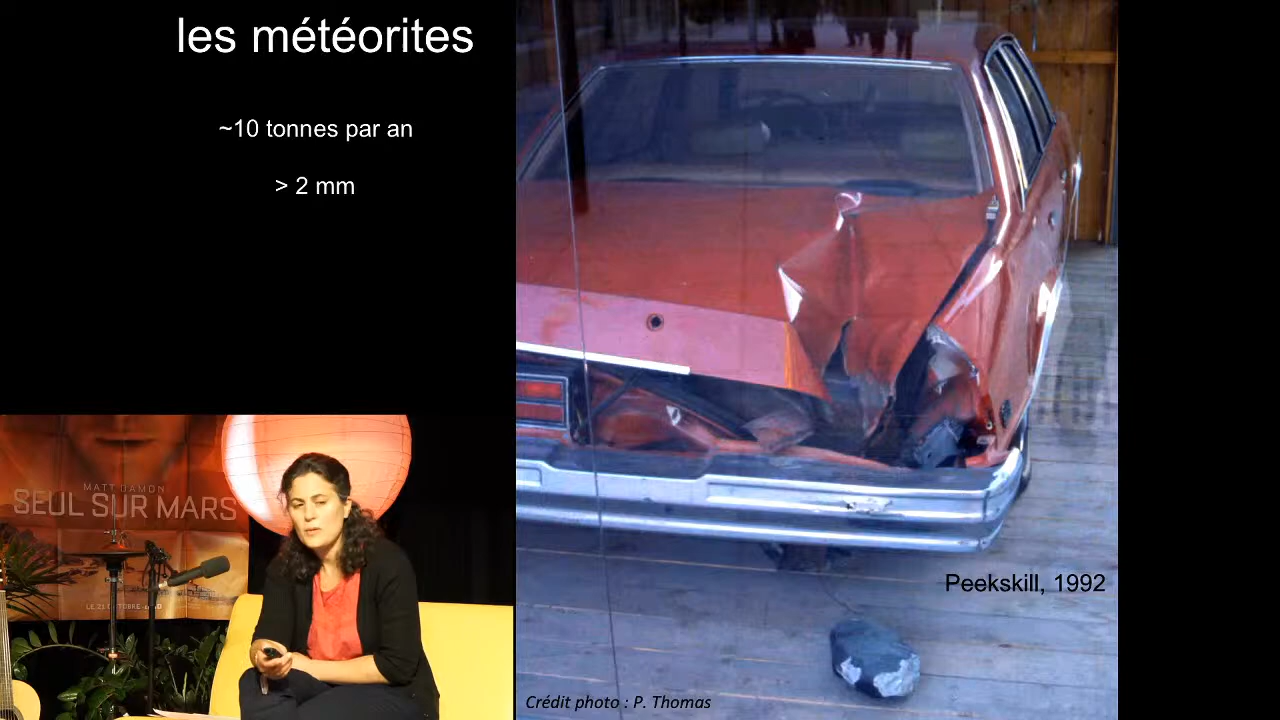 les météorites
~10 tonnes par an
> 2 mm
MATT DAMON
SEUL SUR MARS
Peekskill, 1992
Crédit photo : P. Thomas